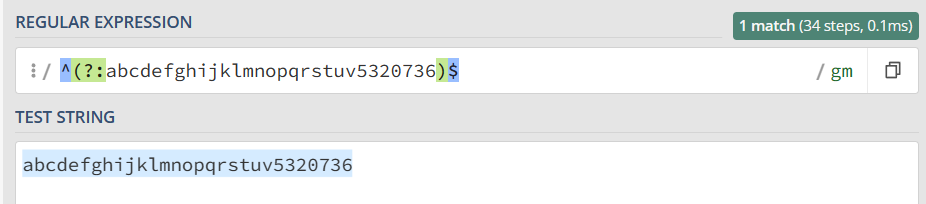 REGULAR EXPRESSION
1 match (34 steps, 0.1ms)
/ ^(?:abcdefghijklmnopqrstuv5320736)$ / gm
TEST STRING
abcdefghijklmnopqrstuv5320736